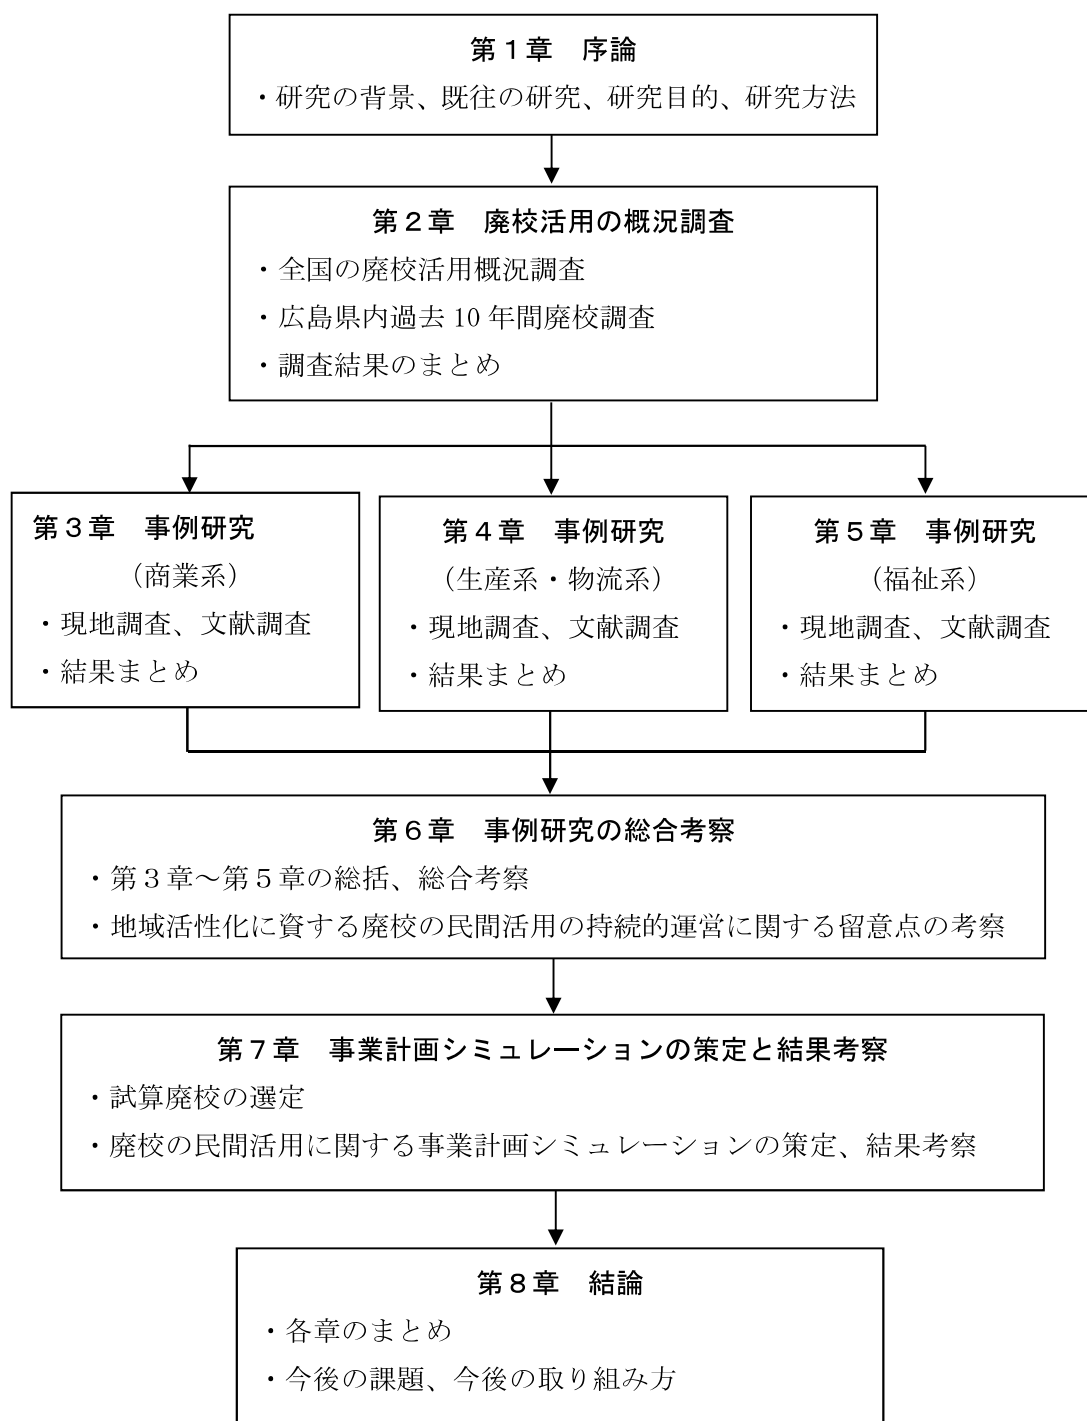 第１章　序論
・研究の背景、既往の研究、研究目的、研究方法
第２章　廃校活用の概況調査
・全国の廃校活用概況調査
・広島県内過去 10 年間廃校調査
・調査結果のまとめ
第３章　事例研究
（商業系）
・現地調査、文献調査
・結果まとめ
第４章　事例研究
（生産系・物流系）
・現地調査、文献調査
・結果まとめ
第５章　事例研究
（福祉系）
・現地調査、文献調査
・結果まとめ
第６章　事例研究の総合考察
・第３章～第５章の総括、総合考察
・地域活性化に資する廃校の民間活用の持続的運営に関する留意点の考察
第７章　事業計画シミュレーションの策定と結果考察
・試算廃校の選定
・廃校の民間活用に関する事業計画シミュレーションの策定、結果考察
第８章　結論
・各章のまとめ
・今後の課題、今後の取り組み方